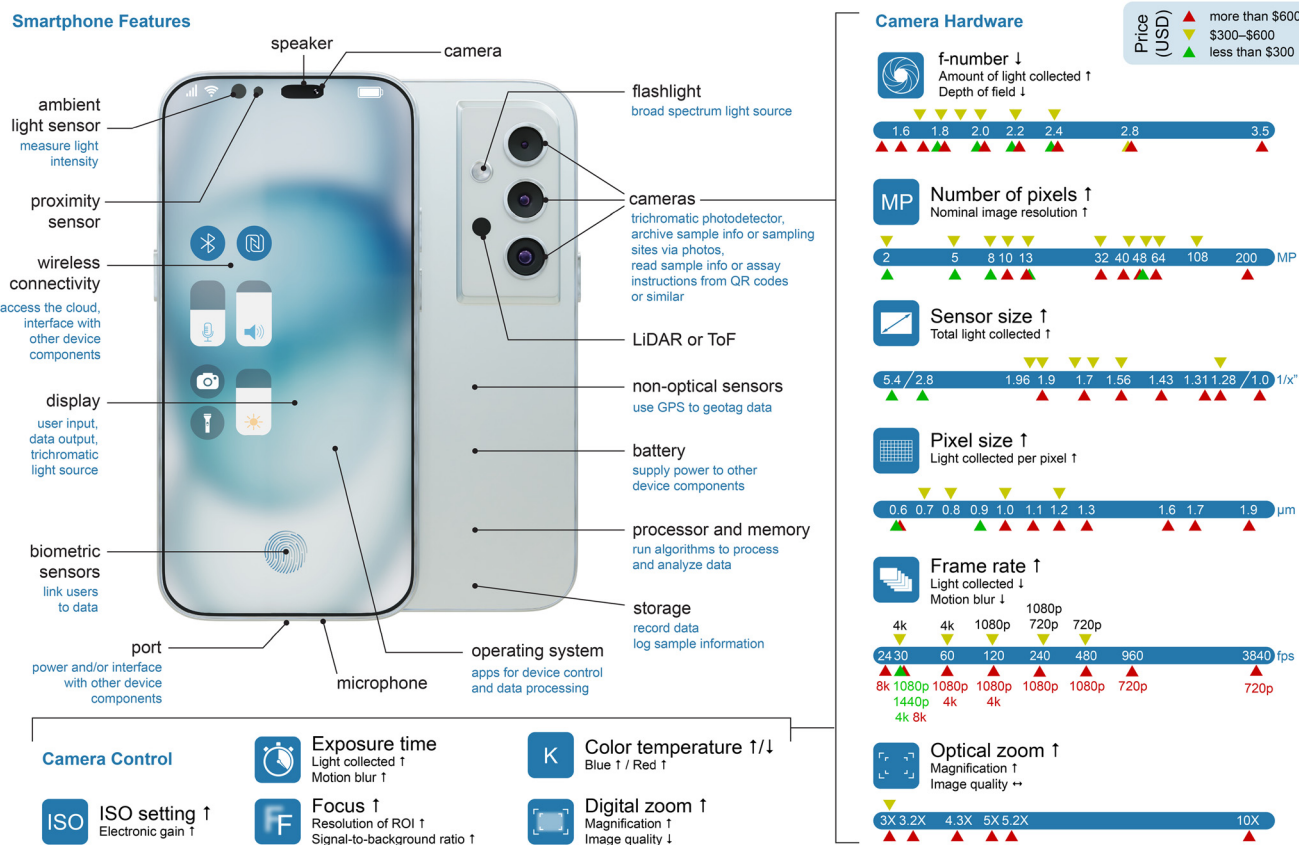 Smartphone Features
speaker
camera
ambient
light sensor
measure light
intensity
proximity
sensor
wireless
connectivity
access the cloud,
interface with
other device
components
display
user input,
data output,
trichromatic
light source
biometric
sensors
link users
to data
port
power and/or interface
with other device
components
microphone
operating system
apps for device control
and data processing
flashlight
broad spectrum light source
cameras
trichromatic photodetector,
archive sample info or sampling
sites via photos,
read sample info or assay
instructions from QR codes
or similar
LiDAR or ToF
non-optical sensors
use GPS to geotag data
battery
supply power to other
device components
processor and memory
run algorithms to process
and analyze data
storage
record data
log sample information
Camera Control
ISO
ISO setting ↑
Electronic gain ↑
Exposure time
Light collected ↑
Motion blur ↑
FF
Focus ↑
Resolution of ROI ↑
Signal-to-background ratio ↑
K
Color temperature ↑/↓
Blue ↑ / Red ↑
Digital zoom ↑
Magnification ↑
Image quality ↓
Camera Hardware
Price
(USD)
more than $600
$300–$600
less than $300
f-number ↓
Amount of light collected ↑
Depth of field ↓
1.6 1.8 2.0 2.2 2.4 2.8 3.5
MP
Number of pixels ↑
Nominal image resolution ↑
2 5 8 10 13 32 40 48 64 108 200 MP
Sensor size ↑
Total light collected ↑
5.4 / 2.8 1.96 1.9 1.7 1.56 1.43 1.31 1.28 / 1.0 1/x"
Pixel size ↑
Light collected per pixel ↑
0.6 0.7 0.8 0.9 1.0 1.1 1.2 1.3 1.6 1.7 1.9 µm
Frame rate ↑
Light collected ↓
Motion blur ↓
1080p
4k 4k 1080p 720p 720p
24 30 60 120 240 480 960 3840 fps
8k 1080p 1080p 1080p 1080p 1080p 720p 720p
1440p 4k 4k
4k 8k
Optical zoom ↑
Magnification ↑
Image quality ↔
3X 3.2X 4.3X 5X 5.2X 10X